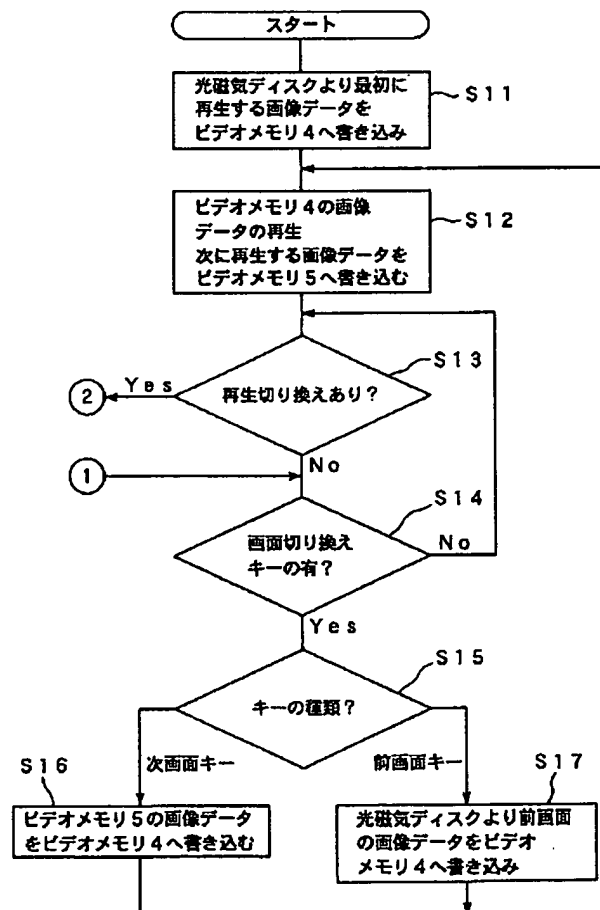 スタート
光磁気ディスクより最初に
再生する画像データを
ビデオメモリ4へ書き込み
S11
ビデオメモリ4の画像
データの再生
次に再生する画像データを
ビデオメモリ5へ書き込む
S12
再生切り換えあり?
S13
Yes
2
No
1
画面切り換え
キーの有?
S14
No
Yes
キーの種類?
S15
次画面キー
前画面キー
S16
ビデオメモリ5の画像データ
をビデオメモリ4へ書き込む
S17
光磁気ディスクより前画面
の画像データをビデオ
メモリ4へ書き込み